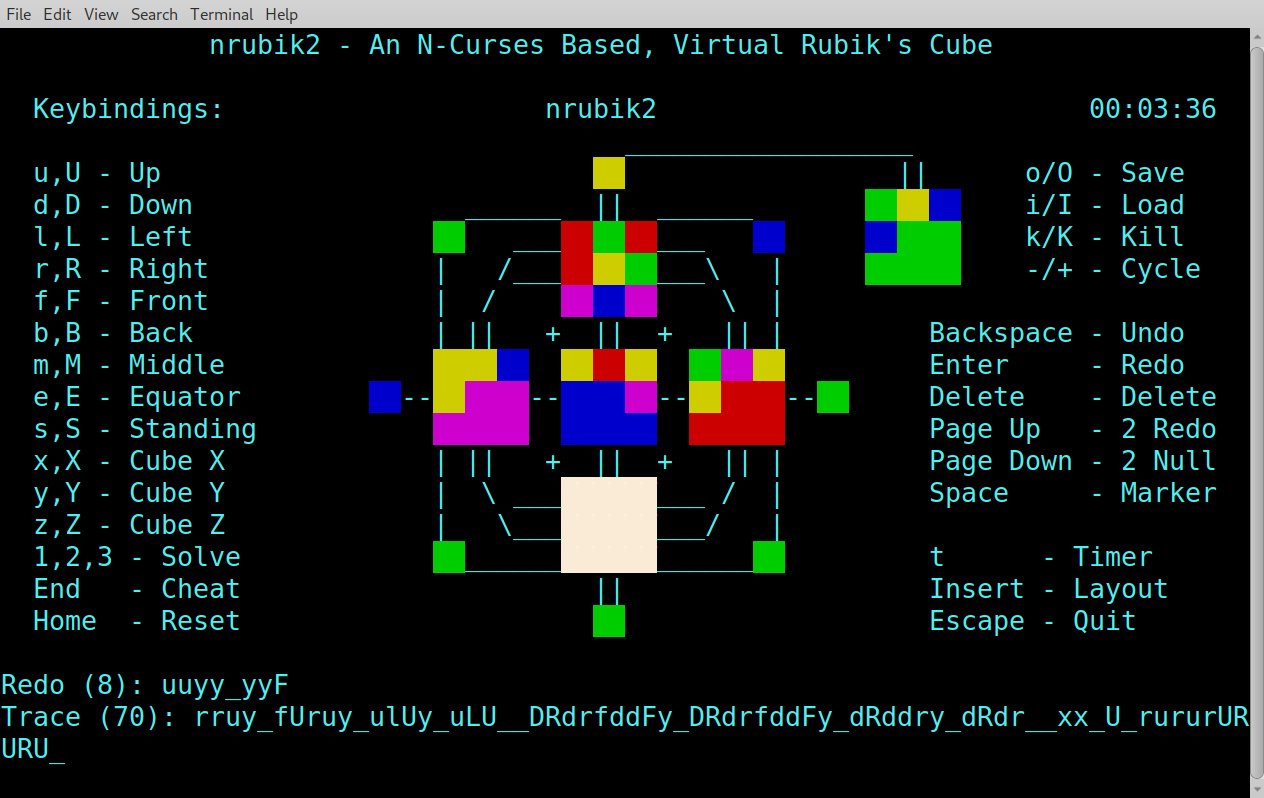 File Edit View Search Terminal Help
nrubik2 - An N-Curses Based, Virtual Rubik's Cube
Keybindings: nrubik2 00:03:36
u,U - Up o/O - Save
d,D - Down i/I - Load
l,L - Left k/K - Kill
r,R - Right -/+ - Cycle
f,F - Front
b,B - Back Backspace - Undo
m,M - Middle Enter - Redo
e,E - Equator Delete - Delete
s,S - Standing Page Up - 2 Redo
x,X - Cube X Page Down - 2 Null
y,Y - Cube Y Space - Marker
z,Z - Cube Z
1,2,3 - Solve t - Timer
End - Cheat Insert - Layout
Home - Reset Escape - Quit
Redo (8): uuyy_yyF
Trace (70): rruy_fUruy_ulUy_uLU__DRdrfddFy_DRdrfddFy_dRddry_dRdr__xx_U_rururUR
URU_